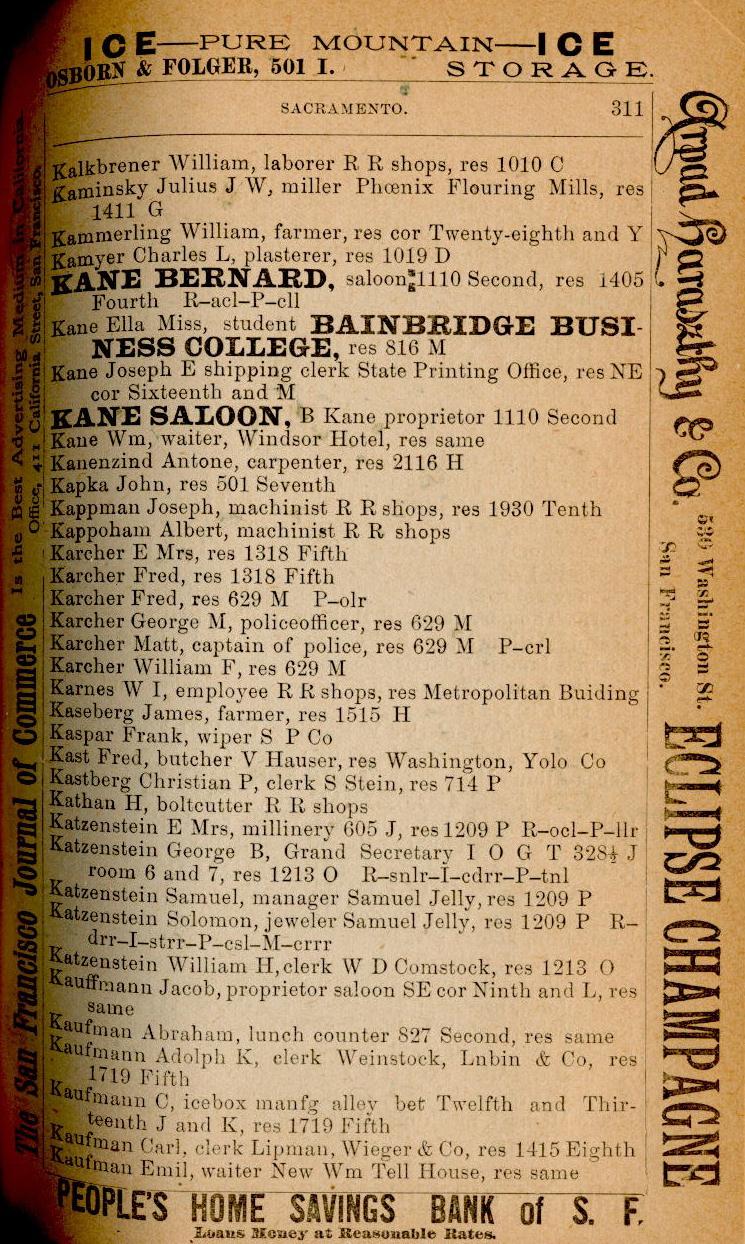 ICE—PURE MOUNTAIN—ICE
OSBORN & FOLGER, 501 I. STORAGE.
SACRAMENTO. 311
Kalkbrener William, laborer R R shops, res 1010 C
Kaminsky Julius J W, miller Phœnix Flouring Mills, res
1411 G
Kammerling William, farmer, res cor Twenty-eighth and Y
Kamyer Charles L, plasterer, res 1019 D
KANE BERNARD, saloon, 1110 Second, res 1405
Fourth R–acl–P–cll
Kane Ella Miss, student BAINBRIDGE BUSI-
NESS COLLEGE, res 816 M
Kane Joseph E shipping clerk State Printing Office, res NE
cor Sixteenth and M
KANE SALOON, B Kane proprietor 1110 Second
Kane Wm, waiter, Windsor Hotel, res same
Kanenzind Antone, carpenter, res 2116 H
Kapka John, res 501 Seventh
Kappman Joseph, machinist R R shops, res 1930 Tenth
Kappoham Albert, machinist R R shops
Karcher E Mrs, res 1318 Fifth
Karcher Fred, res 1318 Fifth
Karcher Fred, res 629 M P–olr
Karcher George M, policeofficer, res 629 M
Karcher Matt, captain of police, res 629 M P–crl
Karcher William F, res 629 M
Karnes W I, employee R R shops, res Metropolitan Buiding
Kaseberg James, farmer, res 1515 H
Kaspar Frank, wiper S P Co
Kast Fred, butcher V Hauser, res Washington, Yolo Co
Kastberg Christian P, clerk S Stein, res 714 P
Kathan H, boltcutter R R shops
Katzenstein E Mrs, millinery 605 J, res 1209 P R–ocl–P–llr
Katzenstein George B, Grand Secretary I O G T 328½ J
room 6 and 7, res 1213 O R–snlr–I–cdrr–P–tnl
Katzenstein Samuel, manager Samuel Jelly, res 1209 P
Katzenstein Solomon, jeweler Samuel Jelly, res 1209 P R–
drr–I–strr–P–csl–M–crrr
Katzenstein William H, clerk W D Comstock, res 1213 O
Kauffmann Jacob, proprietor saloon SE cor Ninth and L, res
same
Kaufman Abraham, lunch counter 827 Second, res same
Kaufmann Adolph K, clerk Weinstock, Lnbin & Co, res
1719 Fifth
Kaufmann C, icebox manfg alley bet Twelfth and Thir-
teenth J and K, res 1719 Fifth
Kaufman Carl, clerk Lipman, Wieger & Co, res 1415 Eighth
Kaufman Emil, waiter New Wm Tell House, res same
PEOPLE'S HOME SAVINGS BANK of S. F.
Loans Money at Reasonable Rates.
The San Francisco Journal of Commerce Is the Best Advertising Medium in California.
Office, 411 California Street, San Francisco.
Arpad Haraszthy & Co. 530 Washington St.
San Francisco.
ECLIPSE CHAMPAGNE